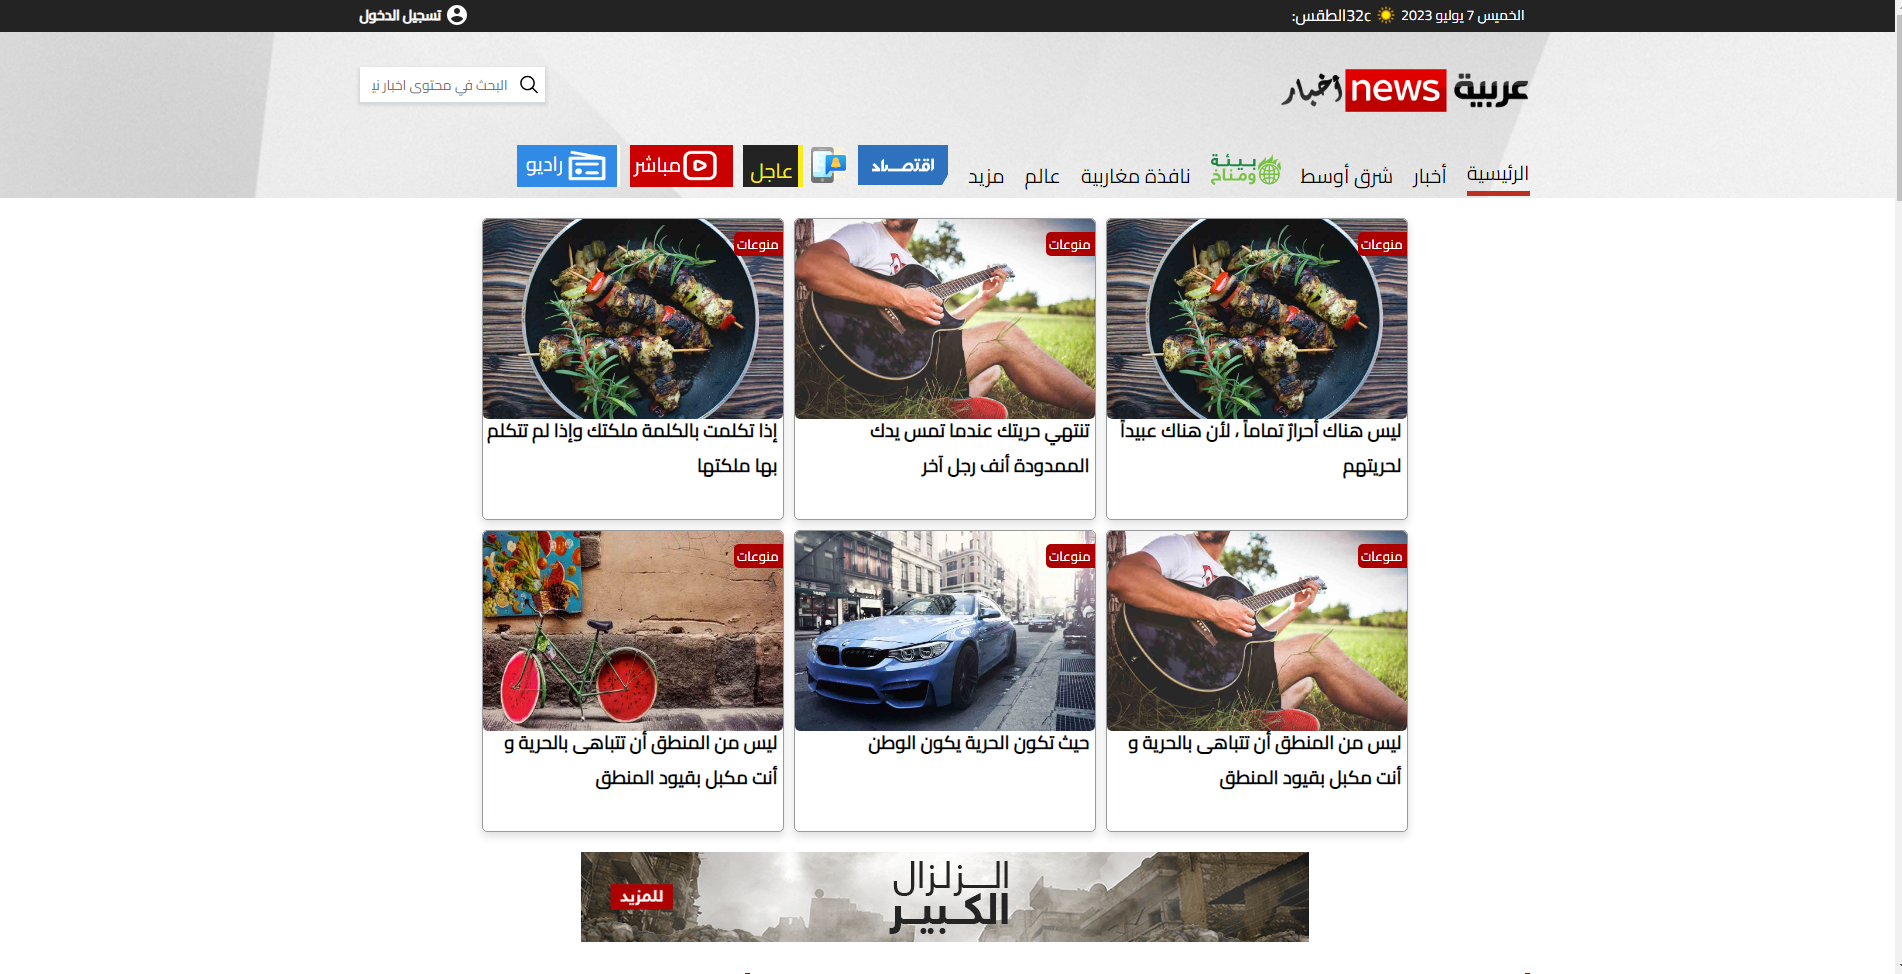 الخميس 7 يوليو 2023
32cالطقس:
تسجيل الدخول
أخبار news عربية
البحث في محتوى اخبار ني
الرئيسية
أخبار
شرق أوسط
بيئة
ومناخ
نافذة مغاربية
عالم
مزيد
اقتصاد
عاجل
مباشر
راديو
منوعات
ليس هناك أحرارٌ تماماً ، لأن هناك عبيداً
لحريتهم
منوعات
تنتهي حريتك عندما تمس يدك
الممدودة أنف رجل آخر
منوعات
إذا تكلمت بالكلمة ملكتك وإذا لم تتكلم
بها ملكتها
منوعات
ليس من المنطق أن تتباهى بالحرية و
أنت مكبل بقيود المنطق
منوعات
حيث تكون الحرية يكون الوطن
منوعات
ليس من المنطق أن تتباهى بالحرية و
أنت مكبل بقيود المنطق
الزلزال
الكبير
للمزيد